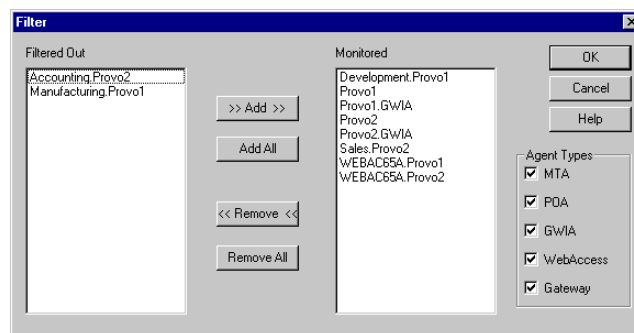 Filter
Filtered Out
Accounting.Provo2
Manufacturing.Provo1
>> Add >>
Add All
<< Remove <<
Remove All
Monitored
Development.Provo1
Provo1
Provo1.GWIA
Provo2
Provo2.GWIA
Sales.Provo2
WEBAC65A.Provo1
WEBAC65A.Provo2
OK
Cancel
Help
Agent Types
MTA
POA
GWIA
WebAccess
Gateway